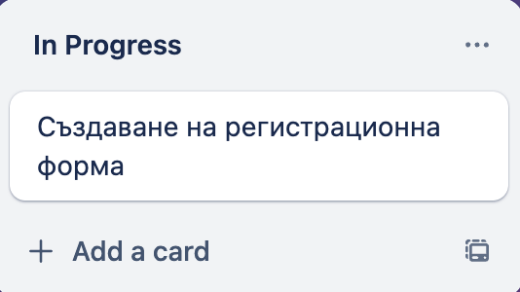 In Progress
Създаване на регистрационна
форма
Add a card